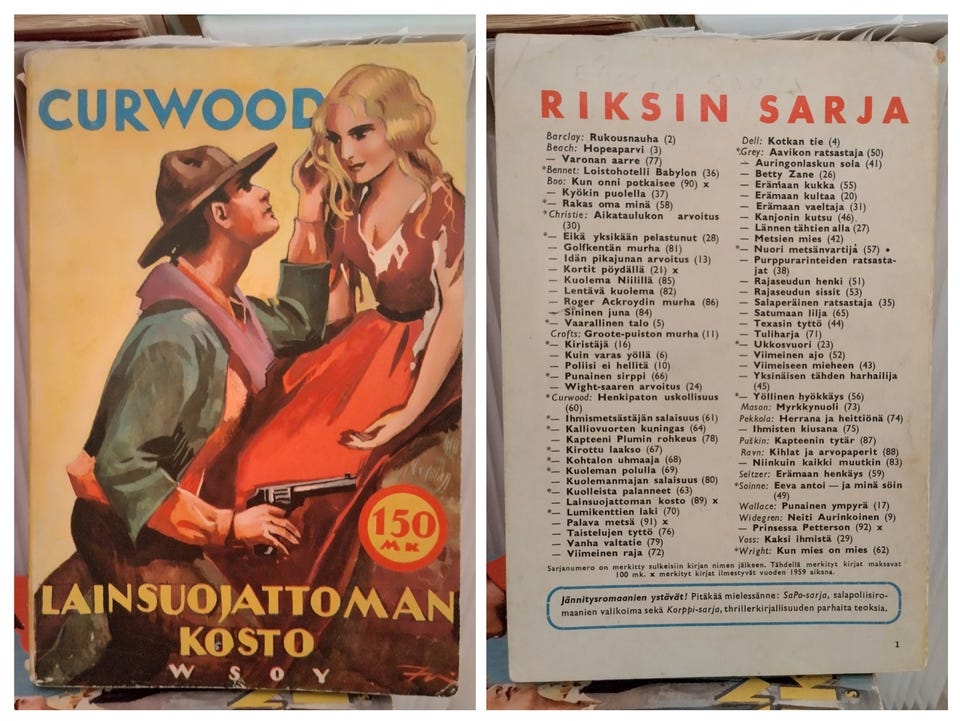 CURWOOD
150
MK
LAINSUOJATTOMAN
KOSTO
WSOY
RIKSIN SARJA
Barclay: Rukousnauha (2)
Beach: Hopeaparvi (3)
— Varonan aarre (77)
*Bennet: Loistohotelli Babylon (36)
Boo: Kun onni potkaisee (90) x
— Kyökin puolella (37)
*— Rakas oma minä (58)
*Christie: Aikataulukon arvoitus
(30)
*— Eikä yksikään pelastunut (28)
— Golfkentän murha (81)
— Idän pikajunan arvoitus (13)
— Kortit pöydällä (21) x
— Kuolema Niilillä (85)
— Lentävä kuolema (82)
— Roger Ackroydin murha (86)
— Sininen juna (84)
*— Vaarallinen talo (5)
Crofts: Groote-puiston murha (11)
*— Kiristäjä (16)
— Kuin varas yöllä (6)
— Poliisi ei hellitä (10)
*— Punainen sirppi (66)
— Wight-saaren arvoitus (24)
*Curwood: Henkipaton uskollisuus
(60)
*— Ihmismetsästäjän salaisuus (61)
*— Kalliovuorten kuningas (64)
— Kapteeni Plumin rohkeus (78)
*— Kirottu laakso (67)
*— Kohtalon uhmaaja (68)
*— Kuoleman polulla (69)
— Kuolemanmajan salaisuus (80)
*— Kuolleista palanneet (63)
— Lainsuojattoman kosto (89) x
*— Lumikenttien laki (70)
— Palava metsä (91) x
— Taistelujen tyttö (76)
— Vanha valtatie (79)
— Viimeinen raja (72)
Dell: Kotkan tie (4)
*Grey: Aavikon ratsastaja (50)
— Auringonlaskun sola (41)
— Betty Zane (26)
— Erämaan kukka (55)
— Erämaan kultaa (20)
— Erämaan vaeltaja (31)
— Kanjonin kutsu (46)
— Lännen tähtien alla (27)
— Metsien mies (42)
*— Nuori metsänvartija (57) •
— Purppurarinteiden ratsasta-
jat (38)
— Rajaseudun henki (51)
— Rajaseudun sissit (53)
— Salaperäinen ratsastaja (35)
— Satumaan lilja (65)
— Texasin tyttö (44)
— Tuliharja (71)
*— Ukkosvuori (23)
— Viimeinen ajo (52)
— Viimeiseen mieheen (43)
— Yksinäisen tähden harhailija
(45)
*— Yöllinen hyökkäys (56)
Mason: Myrkkynuoli (73)
Pekkola: Herrana ja heittiönä (74)
— Ihmisten kiusana (75)
Puškin: Kapteenin tytär (87)
Ravn: Kihlat ja arvopaperit (88)
— Niinkuin kaikki muutkin (83)
Seltzer: Erämaan henkäys (59)
*Soinne: Eeva antoi — ja minä söin
(49)
Wallace: Punainen ympyrä (17)
Widegren: Neiti Aurinkoinen (9)
— Prinsessa Petterson (92) x
Voss: Kaksi ihmistä (29)
*Wright: Kun mies on mies (62)
Sarjanumero on merkitty sulkeisiin kirjan nimen jälkeen. Tähdellä merkityt kirjat maksavat
100 mk. x merkityt kirjat ilmestyvät vuoden 1959 aikana.
Jännitysromaanien ystävät! Pitäkää mielessänne: SaPo-sarja, salapoliisiro-
maanien valikoima sekä Korppi-sarja, thrillerkirjallisuuden parhaita teoksia.
1